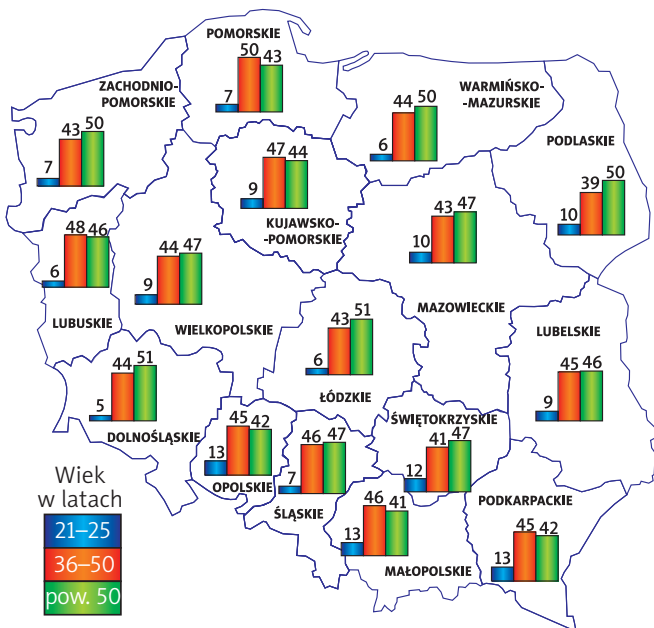 POMORSKIE
7 50 43
ZACHODNIO-
POMORSKIE
7 43 50
WARMIŃSKO-
-MAZURSKIE
6 44 50
PODLASKIE
10 39 50
9 47 44
KUJAWSKO-
-POMORSKIE
10 43 47
MAZOWIECKIE
6 48 46
LUBUSKIE
9 44 47
WIELKOPOLSKIE
6 43 51
ŁÓDZKIE
LUBELSKIE
9 45 46
5 44 51
DOLNOŚLĄSKIE
13 45 42
OPOLSKIE
7 46 47
ŚLĄSKIE
ŚWIĘTOKRZYSKIE
12 41 47
13 46 41
MAŁOPOLSKIE
PODKARPACKIE
13 45 42
Wiek
w latach
21–25
36–50
pow. 50